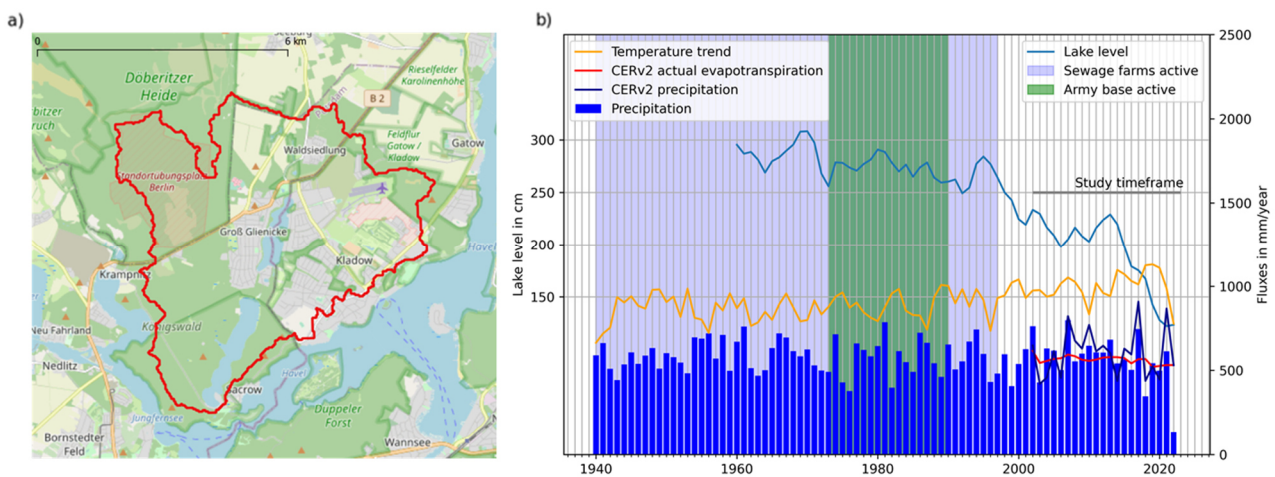 a)
0
6 km
Doberitzer
Heide
Rieselfelder
Karolinenhöhe
B 2
Feldflur
Gatow /
Kladow
Gatow
Waldsiedlung
Berlin
Groß Glienicke
Kladow
Havel
Neu Fahrland
Königswald
Nedlitz
Sacrow
Havel
Jungfernsee
Düppeler
Forst
Bornstedter
Feld
Wannsee
b)
Temperature trend
CERv2 actual evapotranspiration
CERv2 precipitation
Precipitation
Lake level
Sewage farms active
Army base active
Study timeframe
Lake level in cm
300
250
200
150
Fluxes in mm/year
2500
2000
1500
1000
500
0
1940
1960
1980
2000
2020